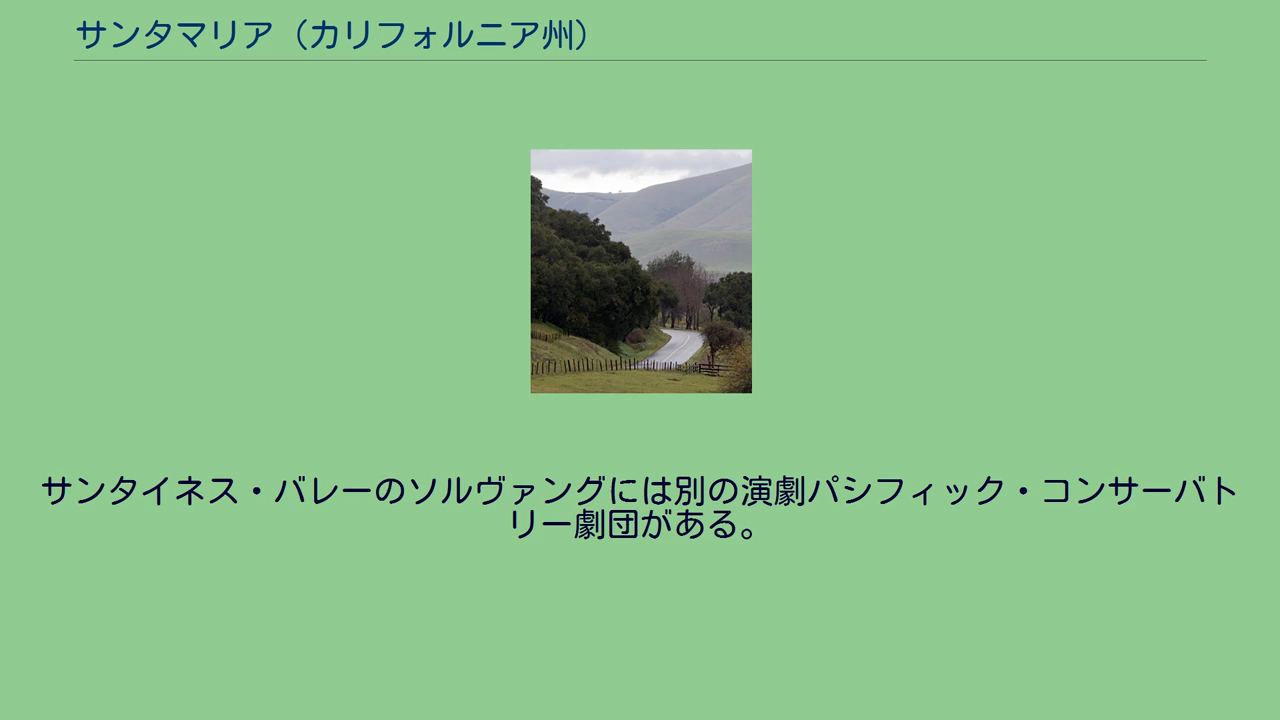 サンタマリア（カリフォルニア州）
サンタイネス・バレーのソルヴァングには別の演劇パシフィック・コンサーバト
リー劇団がある。